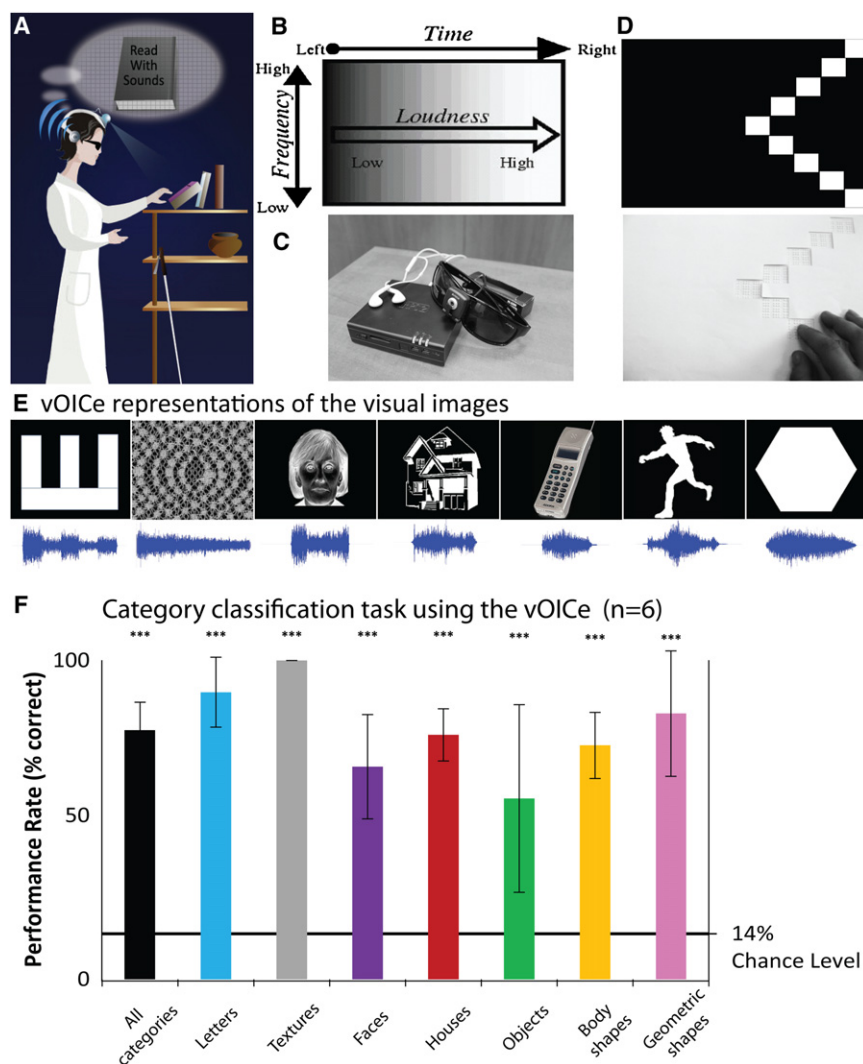 A
Read
With
Sounds
B
Time
Left
Right
High
Frequency
Low
Loudness
Low
High
C
D
E vOICe representations of the visual images
F Category classification task using the vOICe (n=6)
*** *** *** *** *** *** *** ***
Performance Rate (% correct)
100
50
0
14%
Chance Level
All
categories
Letters
Textures
Faces
Houses
Objects
Body
shapes
Geometric
shapes